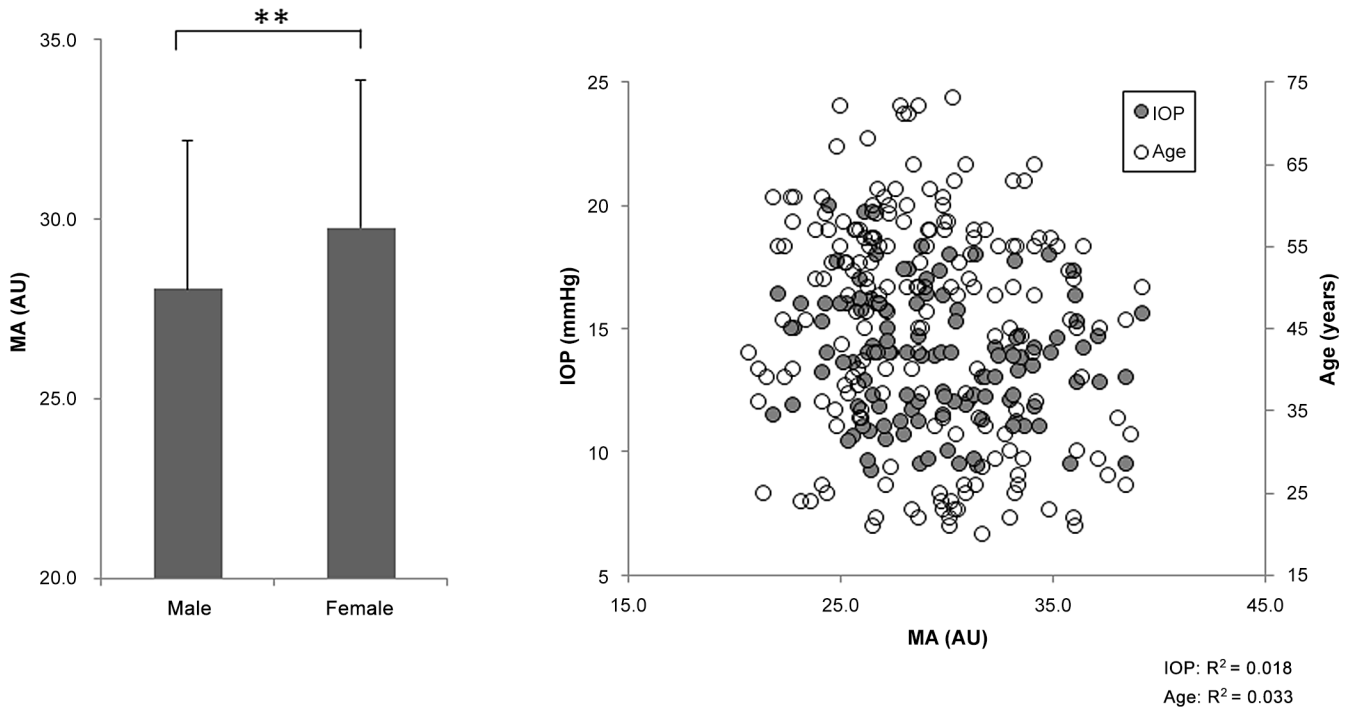 **
35.0
30.0
25.0
20.0
MA (AU)
Male Female
25
20
15
10
5
IOP (mmHg)
75
65
55
45
35
25
15
Age (years)
IOP
Age
15.0 25.0 35.0 45.0
MA (AU)
IOP: R² = 0.018
Age: R² = 0.033